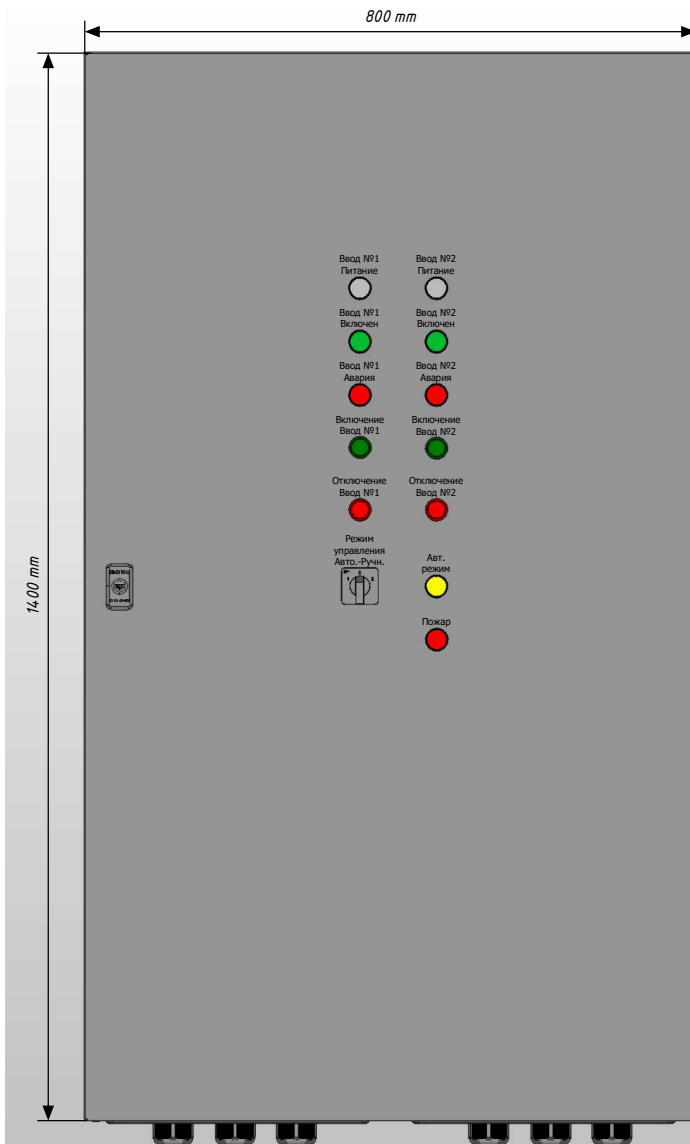 800 mm
1400 mm
Ввод №1
Питание
Ввод №2
Питание
Ввод №1
Включен
Ввод №2
Включен
Ввод №1
Авария
Ввод №2
Авария
Включение
Ввод №1
Включение
Ввод №2
Отключение
Ввод №1
Отключение
Ввод №2
Режим
управления
Авто.-Ручн.
Авт.
режим
Пожар